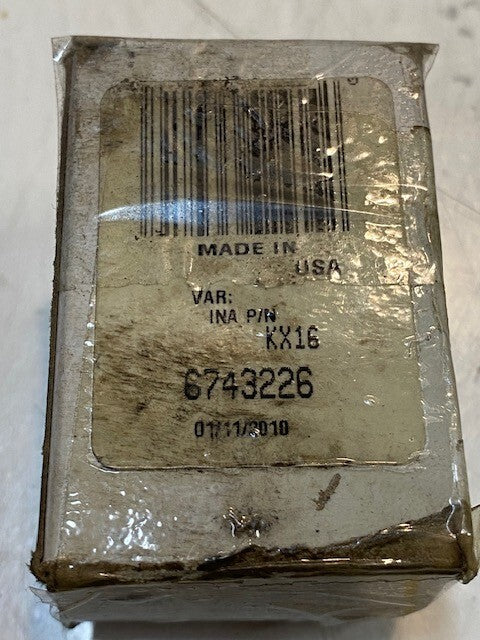 MADE IN
USA
VAR:
INA P/N
KX16
6743226
01/11/2010